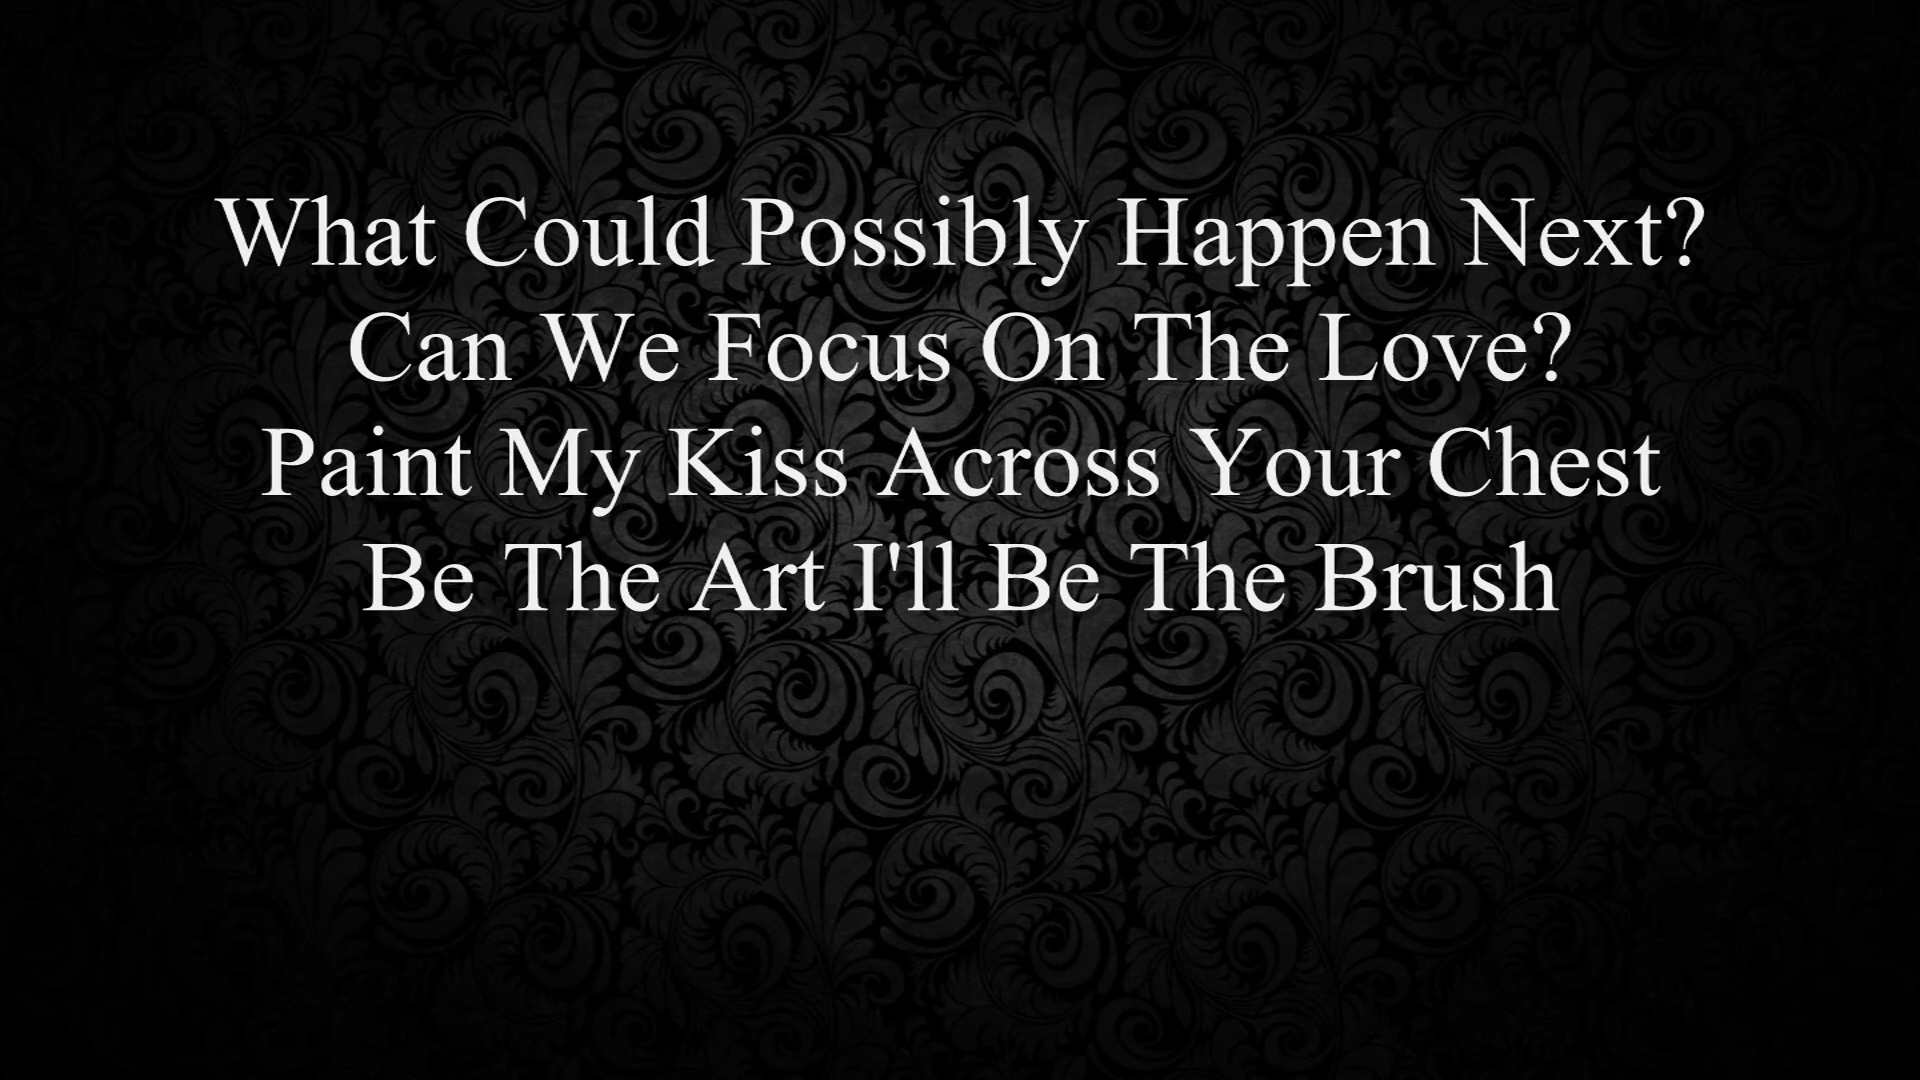 What Could Possibly Happen Next?
Can We Focus On The Love?
Paint My Kiss Across Your Chest
Be The Art I'll Be The Brush